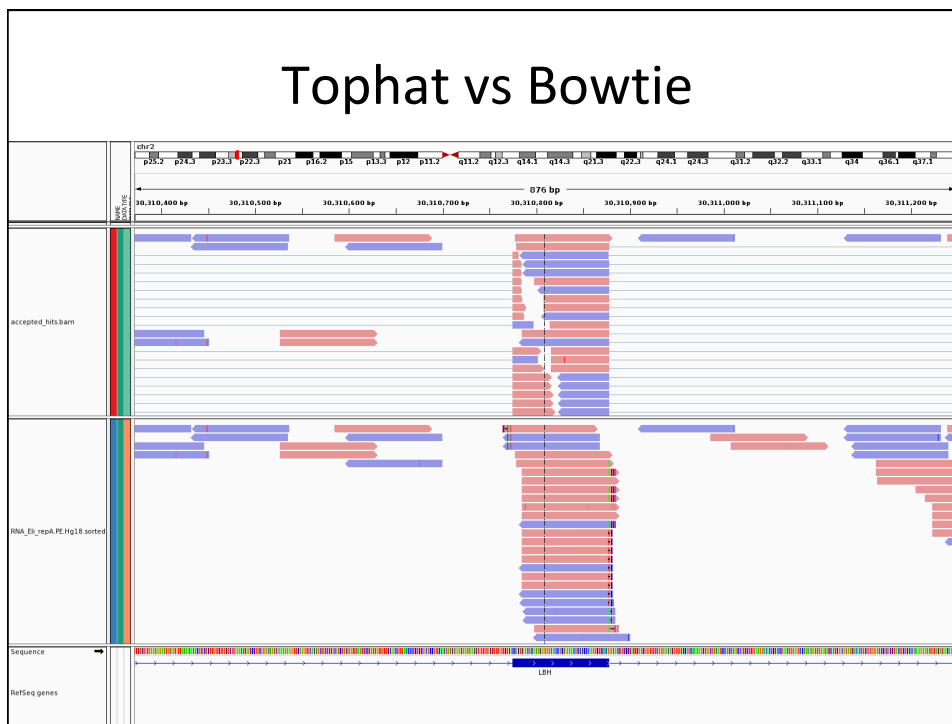 Tophat vs Bowtie
chr2
p25.2 p24.3 p23.3 p22.3 p21 p16.2 p15 p13.3 p12 p11.2 q11.2 q12.3 q14.1 q14.3 q21.3 q22.3 q24.1 q24.3 q31.2 q32.2 q33.1 q34 q36.1 q37.1
876 bp
NAME
DATA TYPE
30,310,400 bp 30,310,500 bp 30,310,600 bp 30,310,700 bp 30,310,800 bp 30,310,900 bp 30,311,000 bp 30,311,100 bp 30,311,200 bp
accepted_hits.bam
RNA_Eli_repA.PE.Hg18.sorted
Sequence
LBH
RefSeq genes